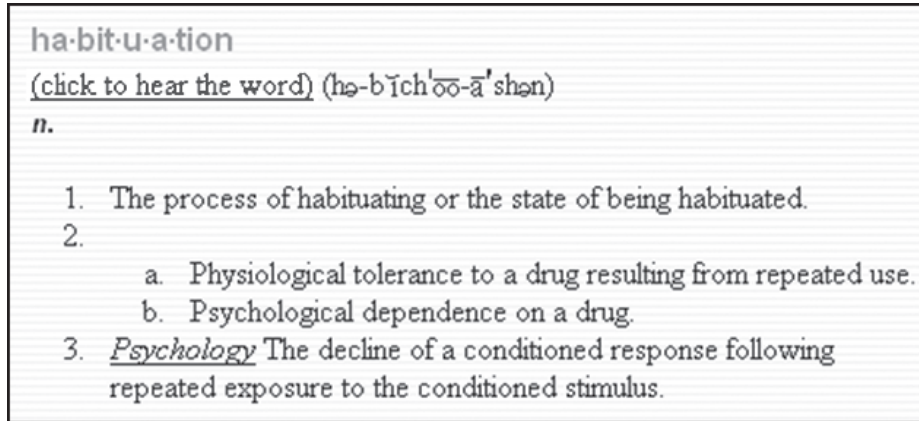 ha·bit·u·a·tion
(click to hear the word) (hə-bĭch'o͞o-ā'shən)
n.
1. The process of habituating or the state of being habituated.
2.
a. Physiological tolerance to a drug resulting from repeated use.
b. Psychological dependence on a drug.
3. Psychology The decline of a conditioned response following
repeated exposure to the conditioned stimulus.